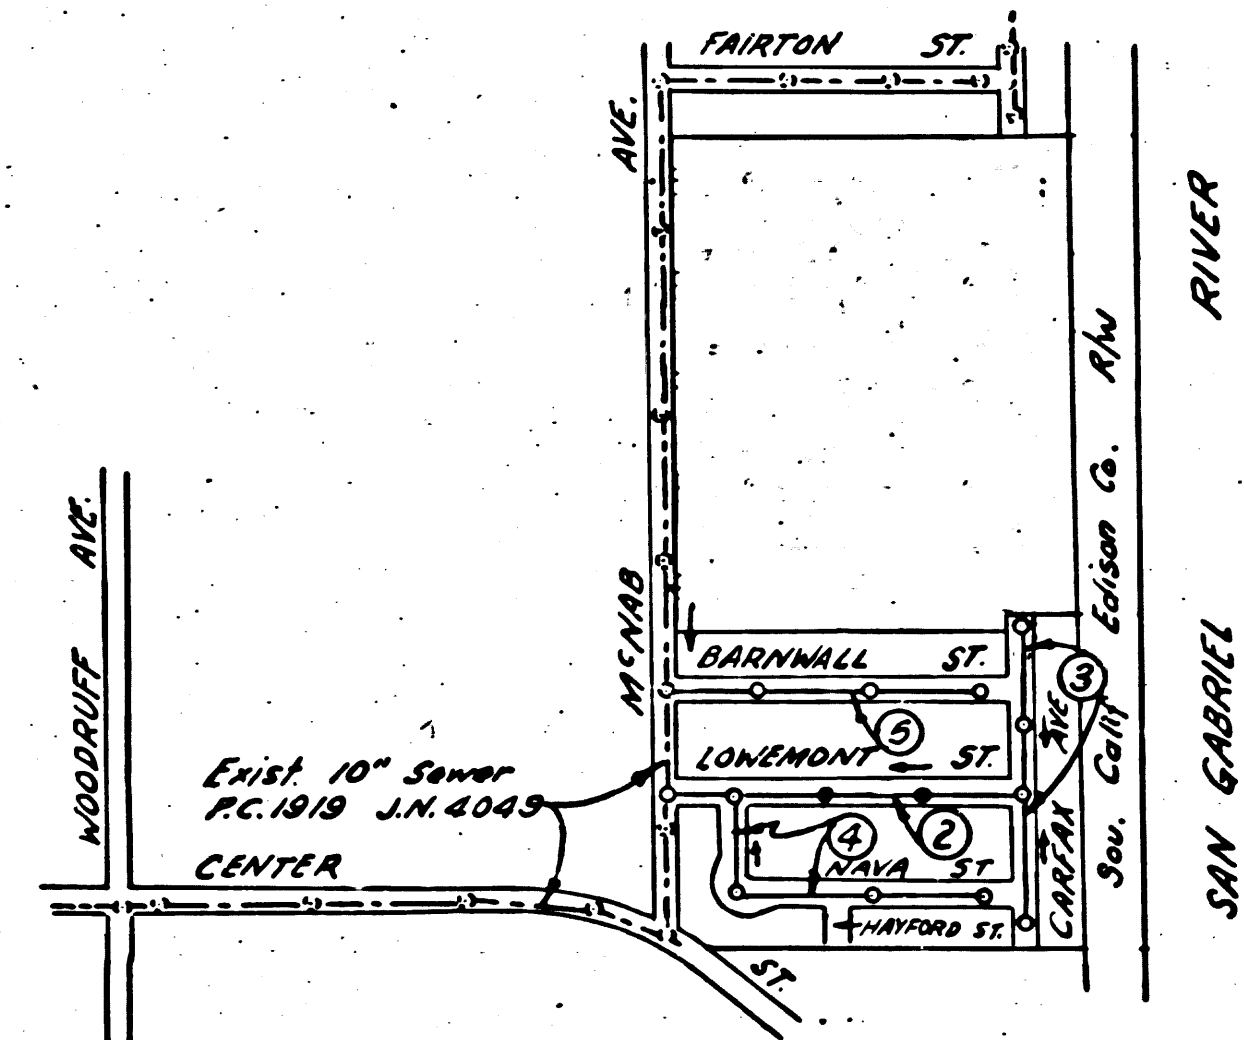 FAIRTON ST.
AVE.
McNAB
RIVER
SAN GABRIEL
R/W
Edison Co.
Sou. Calif
WOODRUFF AVE.
BARNWALL ST.
3
AVE
5
LOWEMONT ST.
Exist. 10" Sewer
P.C. 1919 J.N. 4049
4
2
NAVA ST
CARFAX
CENTER
HAYFORD ST.
ST.